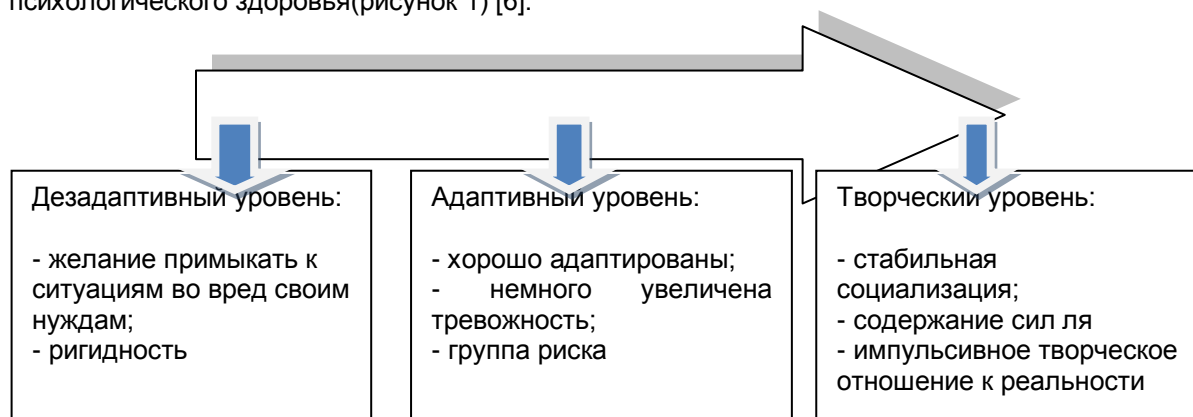 психологического здоровья(рисунок 1) [6].
Дезадаптивный уровень:
- желание примыкать к
ситуациям во вред своим
нуждам;
- ригидность
Адаптивный уровень:
- хорошо адаптированы;
- немного увеличена
тревожность;
- группа риска
Творческий уровень:
- стабильная
социализация;
- содержание сил ля
- импульсивное творческое
отношение к реальности